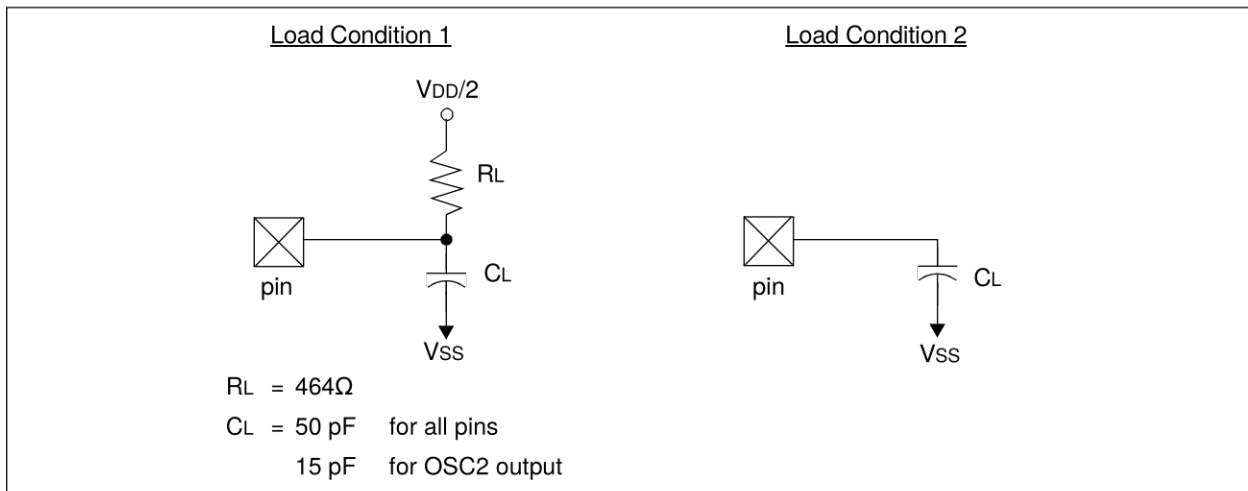 Load Condition 1
VDD/2
RL
pin
CL
VSS
RL = 464Ω
CL = 50 pF for all pins
15 pF for OSC2 output
Load Condition 2
pin
CL
VSS